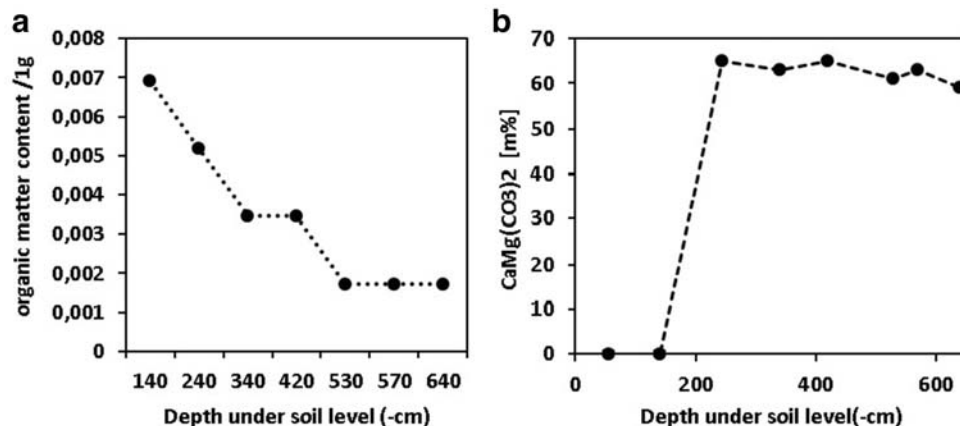 a
0,008
0,007
0,006
0,005
0,004
0,003
0,002
0,001
0
organic matter content /1g
140 240 340 420 530 570 640
Depth under soil level (-cm)
b
70
60
50
40
30
20
10
0
CaMg(CO3)2 [m%]
0 200 400 600
Depth under soil level(-cm)